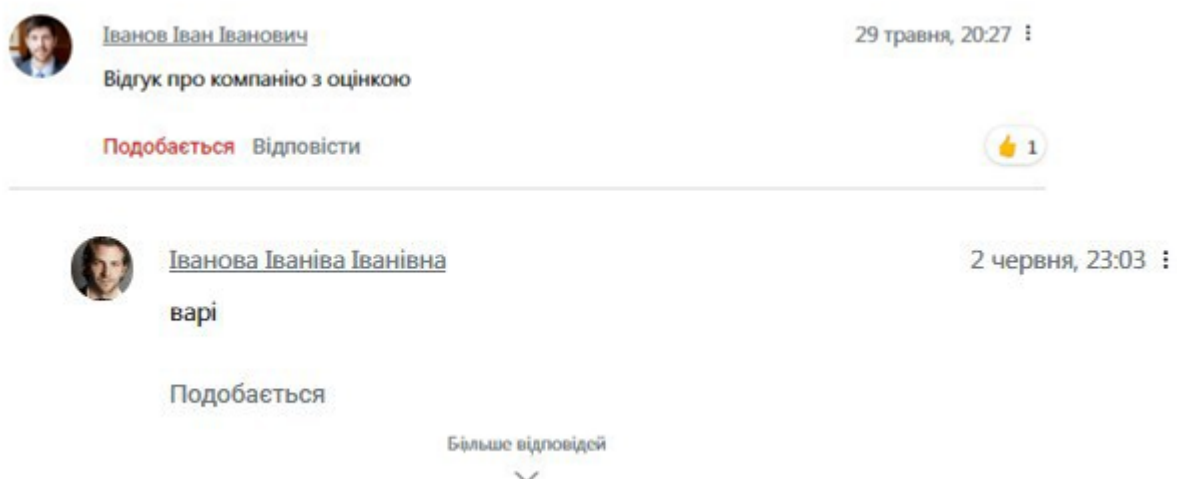 Іванов Іван Іванович 29 травня, 20:27
Відгук про компанію з оцінкою
Подобається Відповісти 1
Іванова Іваніва Іванівна 2 червня, 23:03
варі
Подобається
Більше відповідей